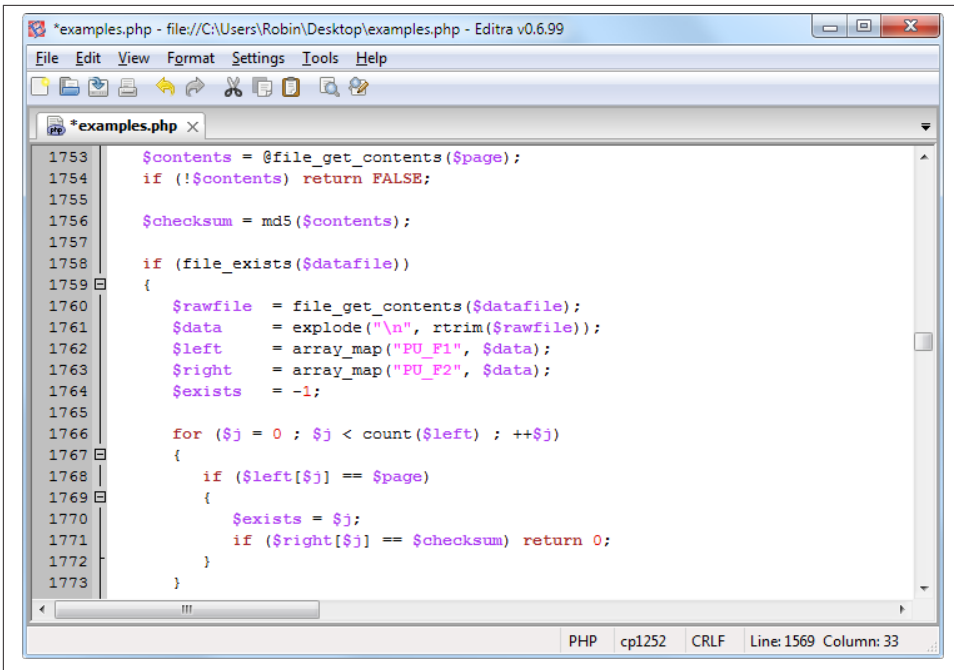 *examples.php - file://C:\Users\Robin\Desktop\examples.php - Editra v0.6.99
File Edit View Format Settings Tools Help
*examples.php
1753 $contents = @file_get_contents($page);
1754 if (!$contents) return FALSE;
1755
1756 $checksum = md5($contents);
1757
1758 if (file_exists($datafile))
1759 {
1760 $rawfile = file_get_contents($datafile);
1761 $data = explode("\n", rtrim($rawfile));
1762 $left = array_map("PU_F1", $data);
1763 $right = array_map("PU_F2", $data);
1764 $exists = -1;
1765
1766 for ($j = 0 ; $j < count($left) ; ++$j)
1767 {
1768 if ($left[$j] == $page)
1769 {
1770 $exists = $j;
1771 if ($right[$j] == $checksum) return 0;
1772 }
1773 }
PHP cp1252 CRLF Line: 1569 Column: 33